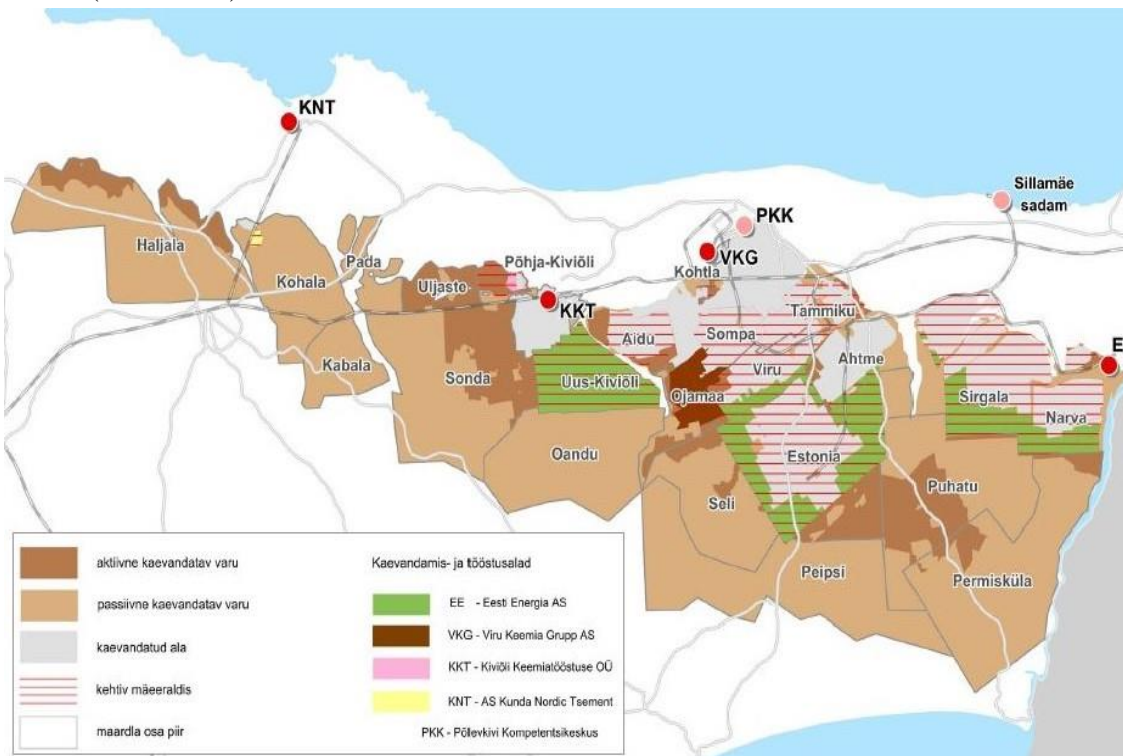 KNT
Sillamäe
sadam
PKK
VKG
Haljala
Pada
Põhja-Kiviõli
Kohtla
Kohala
Uljaste
KKT
Tammiku
E
Aidu
Sompa
Ahtme
Kabala
Sonda
Uus-Kiviõli
Viru
Ojamaa
Sirgala
Narva
Oandu
Estonia
Seli
Puhatu
Peipsi
Permisküla
aktiivne kaevandatav varu
passiivne kaevandatav varu
kaevandatud ala
kehtiv mäeeraldis
maardla osa piir
Kaevandamis- ja tööstusalad
EE - Eesti Energia AS
VKG - Viru Keemia Grupp AS
KKT - Kiviõli Keemiatööstuse OÜ
KNT - AS Kunda Nordic Tsement
PKK - Põlevkivi Kompetentsikeskus